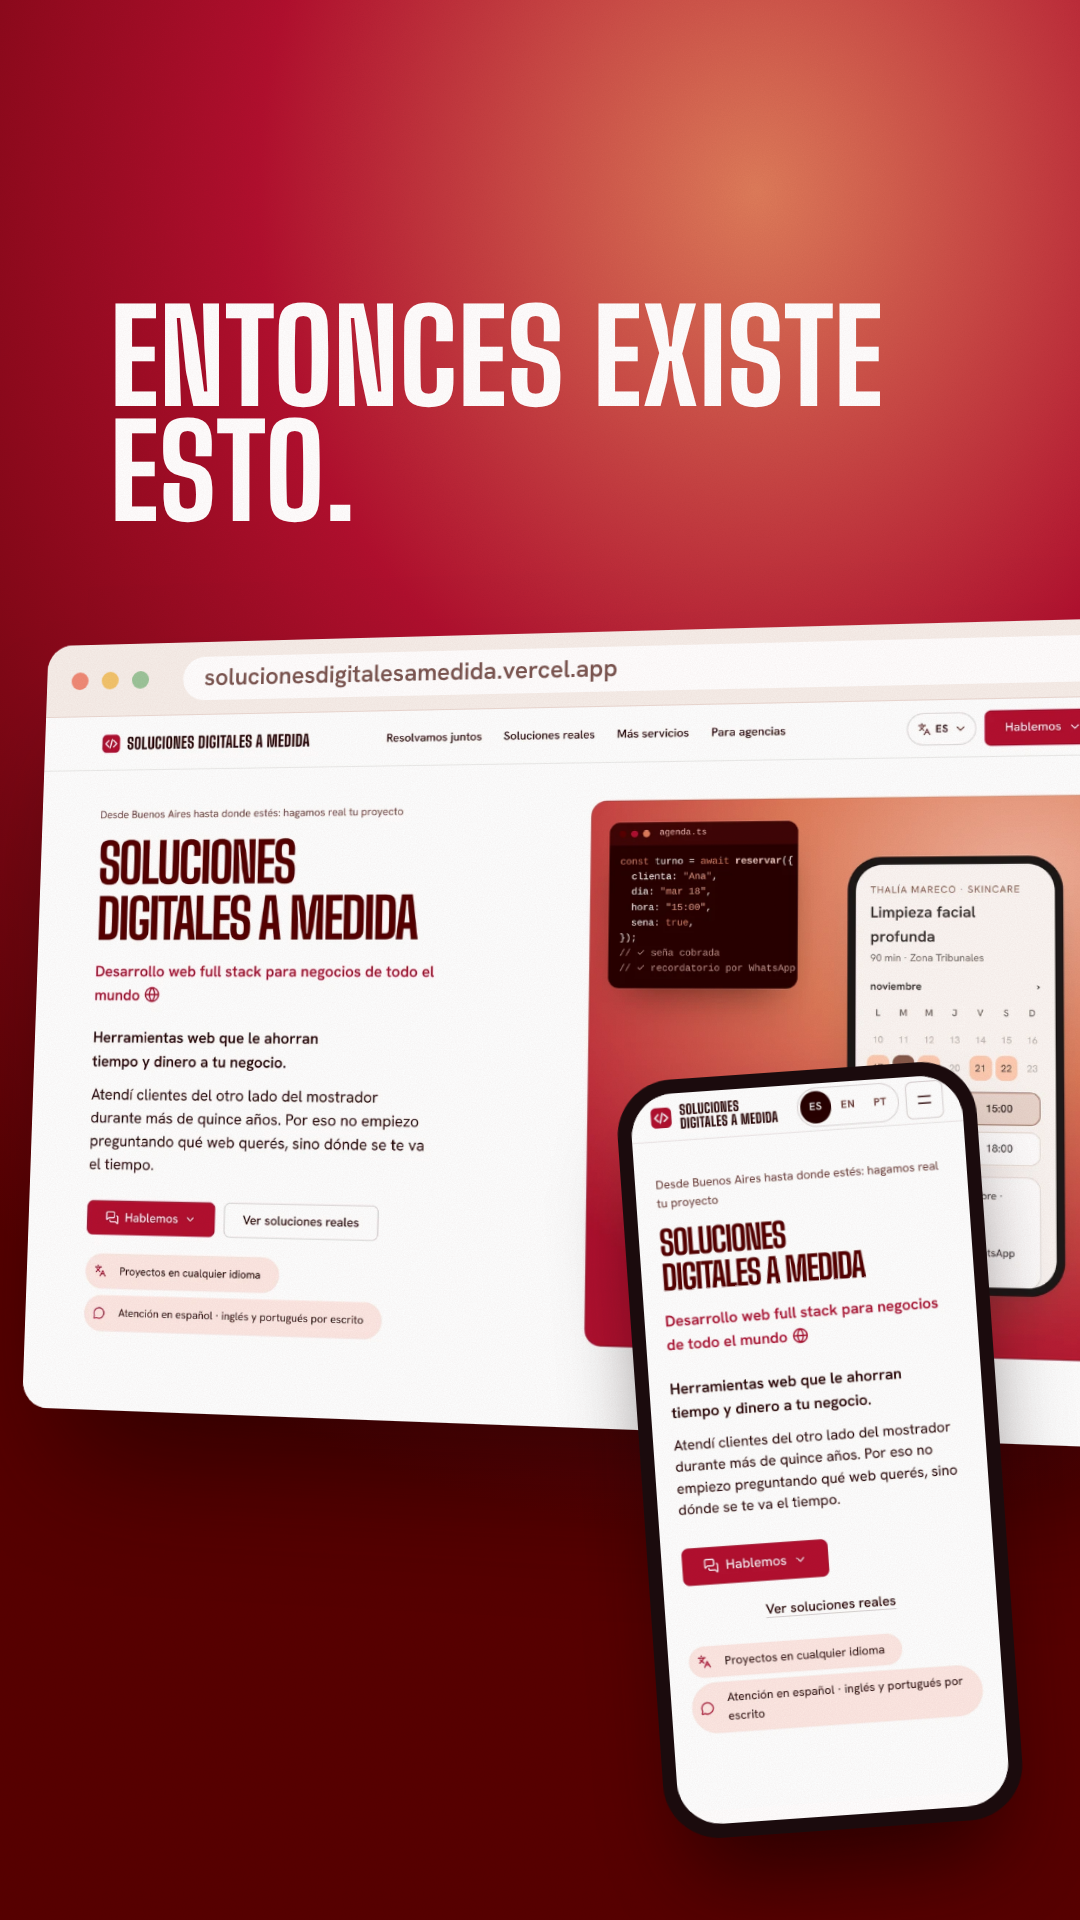 ENTONCES EXISTE
ESTO.
solucionesdigitalesamedida.vercel.app
SOLUCIONES DIGITALES A MEDIDA
Resolvamos juntos
Soluciones reales
Más servicios
Para agencias
ES
Hablemos
Desde Buenos Aires hasta donde estés: hagamos real tu proyecto
SOLUCIONES
DIGITALES A MEDIDA
Desarrollo web full stack para negocios de todo el
mundo
Herramientas web que le ahorran
tiempo y dinero a tu negocio.
Atendí clientes del otro lado del mostrador
durante más de quince años. Por eso no empiezo
preguntando qué web querés, sino dónde se te va
el tiempo.
Hablemos
Ver soluciones reales
Proyectos en cualquier idioma
Atención en español · inglés y portugués por escrito
agenda.ts
const turno = await reservar({
clienta: "Ana",
dia: "mar 18",
hora: "15:00",
sena: true,
});
// ✓ seña cobrada
// ✓ recordatorio por WhatsApp
THALÍA MARECO · SKINCARE
Limpieza facial
profunda
90 min · Zona Tribunales
noviembre ›
L M M J V S D
10 11 12 13 14 15 16
20 21 22 23
15:00
18:00
SOLUCIONES
DIGITALES A MEDIDA
ES EN PT
Desde Buenos Aires hasta donde estés: hagamos real
tu proyecto
SOLUCIONES
DIGITALES A MEDIDA
Desarrollo web full stack para negocios
de todo el mundo
Herramientas web que le ahorran
tiempo y dinero a tu negocio.
Atendí clientes del otro lado del mostrador
durante más de quince años. Por eso no
empiezo preguntando qué web querés, sino
dónde se te va el tiempo.
Hablemos
Ver soluciones reales
Proyectos en cualquier idioma
Atención en español · inglés y portugués por
escrito